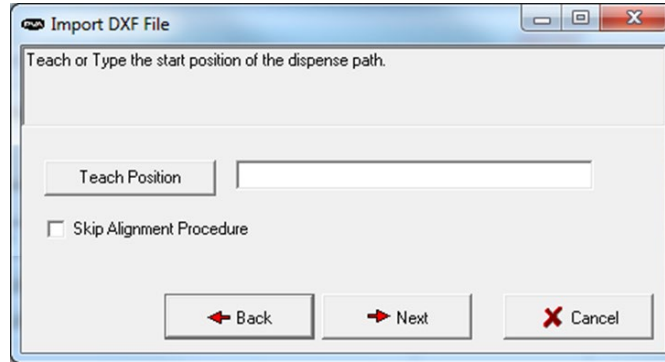 PVA Import DXF File
Teach or Type the start position of the dispense path.
Teach Position
Skip Alignment Procedure
Back Next Cancel